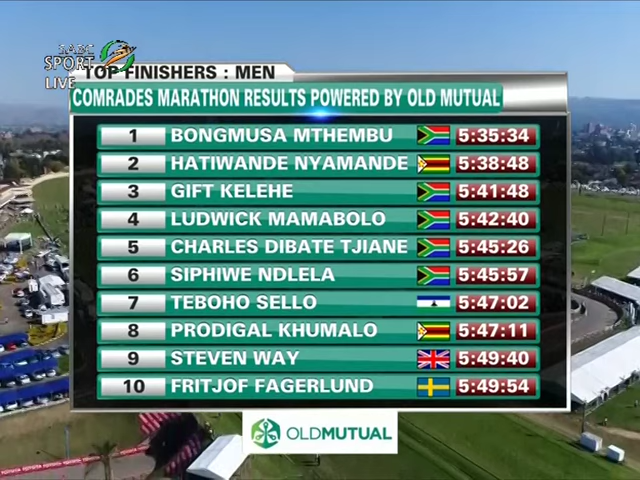 SABC
SPORT
LIVE
TOP FINISHERS : MEN
COMRADES MARATHON RESULTS POWERED BY OLD MUTUAL
1 BONGMUSA MTHEMBU 5:35:34
2 HATIWANDE NYAMANDE 5:38:48
3 GIFT KELEHE 5:41:48
4 LUDWICK MAMABOLO 5:42:40
5 CHARLES DIBATE TJIANE 5:45:26
6 SIPHIWE NDLELA 5:45:57
7 TEBOHO SELLO 5:47:02
8 PRODIGAL KHUMALO 5:47:11
9 STEVEN WAY 5:49:40
10 FRITJOF FAGERLUND 5:49:54
OLDMUTUAL